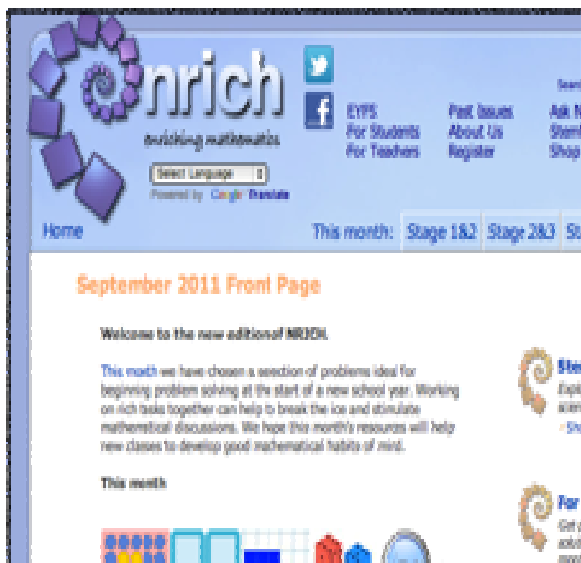 nrich
enriching mathematics
Select Language
Powered by Google Translate
EYFS
For Students
For Teachers
Past Issues
About Us
Register
Ask
Shop
Home
This month: Stage 1&2 Stage 2&3
September 2011 Front Page
Welcome to the new edition of NRICH.
This month we have chosen a selection of problems ideal for
beginning problem solving at the start of a new school year. Working
on rich tasks together can help to break the ice and stimulate
mathematical discussions. We hope this month's resources will help
new classes to develop good mathematical habits of mind.
This month
For